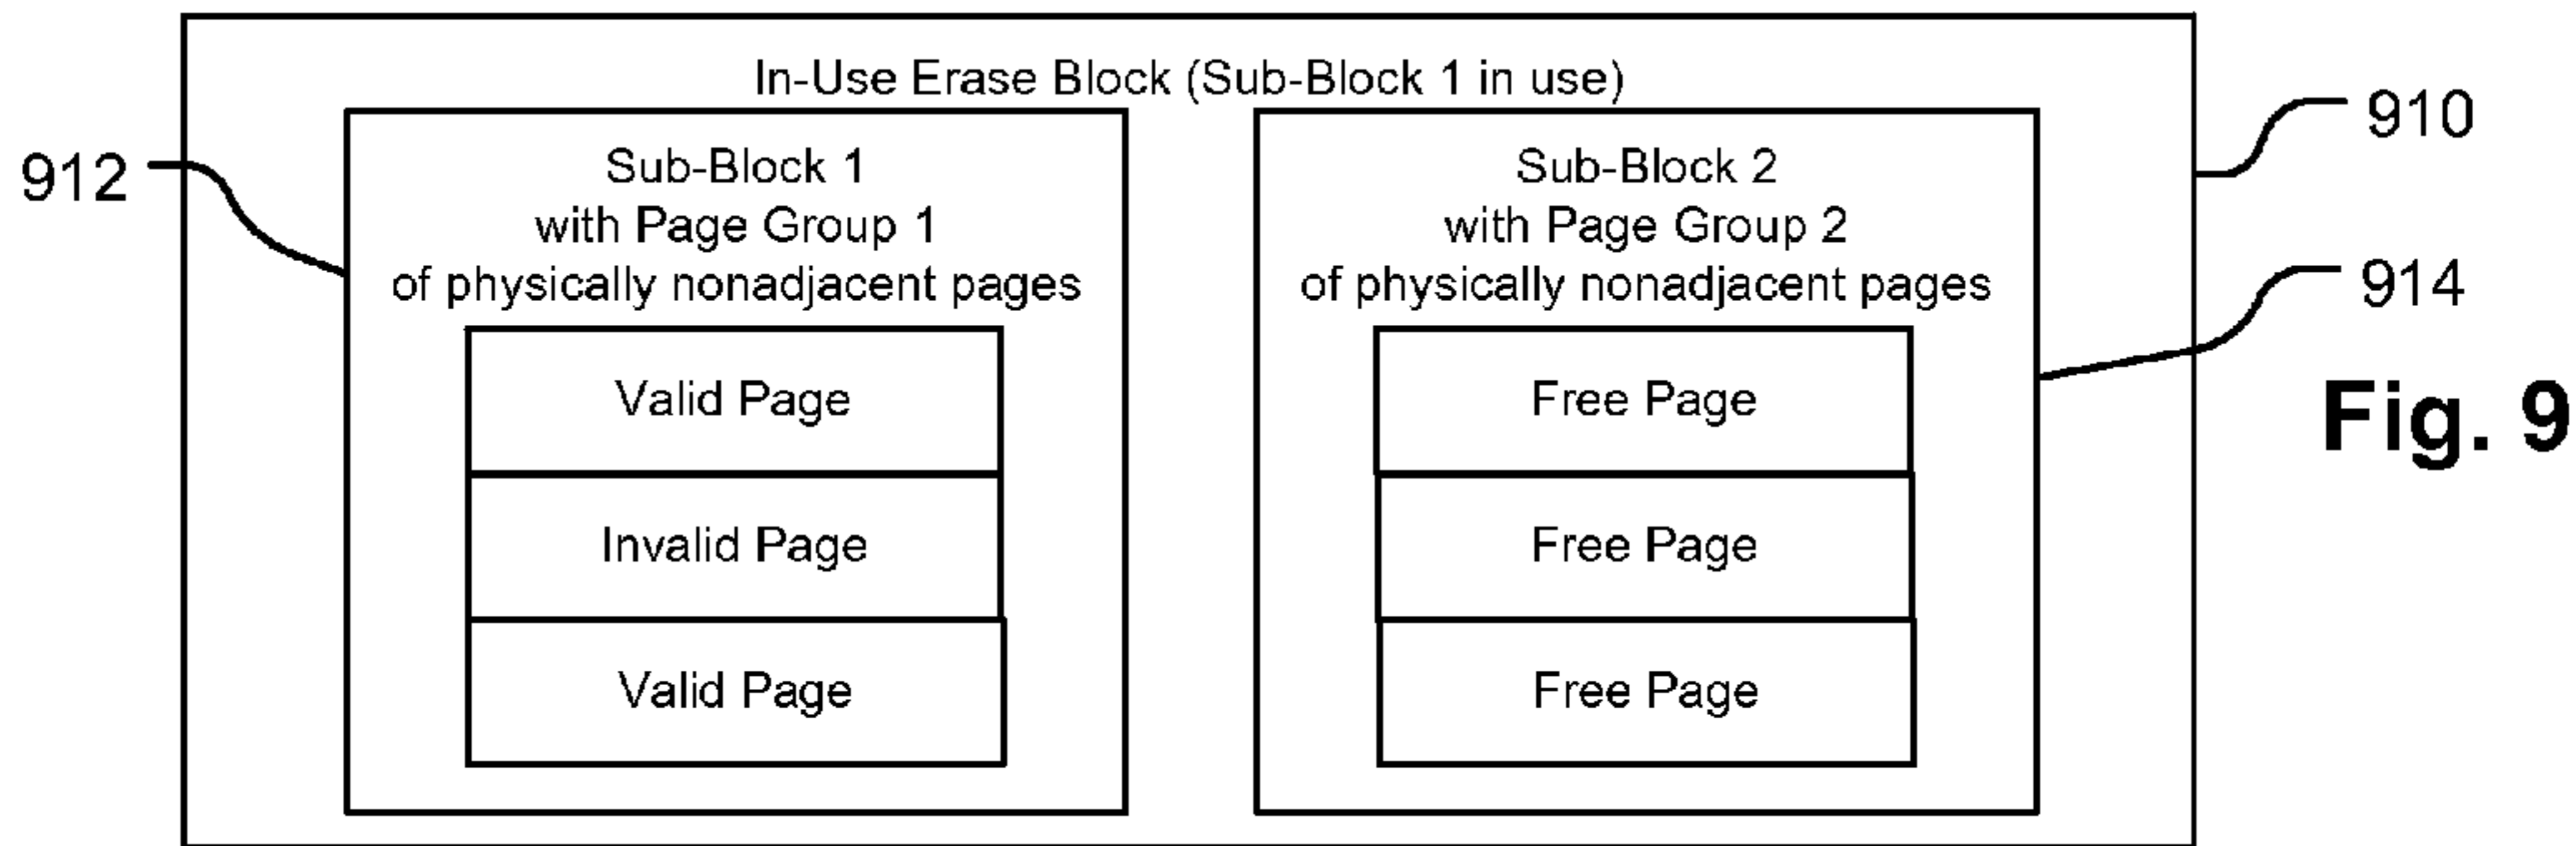 In-Use Erase Block (Sub-Block 1 in use)
910
912
Sub-Block 1
with Page Group 1
of physically nonadjacent pages
Valid Page
Invalid Page
Valid Page
Sub-Block 2
with Page Group 2
of physically nonadjacent pages
Free Page
Free Page
Free Page
914
Fig. 9